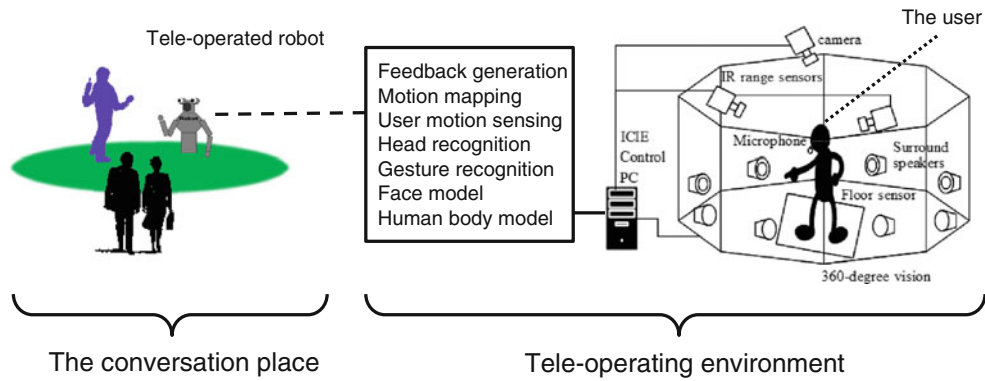 The user
Tele-operated robot
camera
Feedback generation
Motion mapping
User motion sensing
Head recognition
Gesture recognition
Face model
Human body model
IR range sensors
ICIE
Control
PC
Microphone
Surround
speakers
Floor sensor
360-degree vision
The conversation place
Tele-operating environment